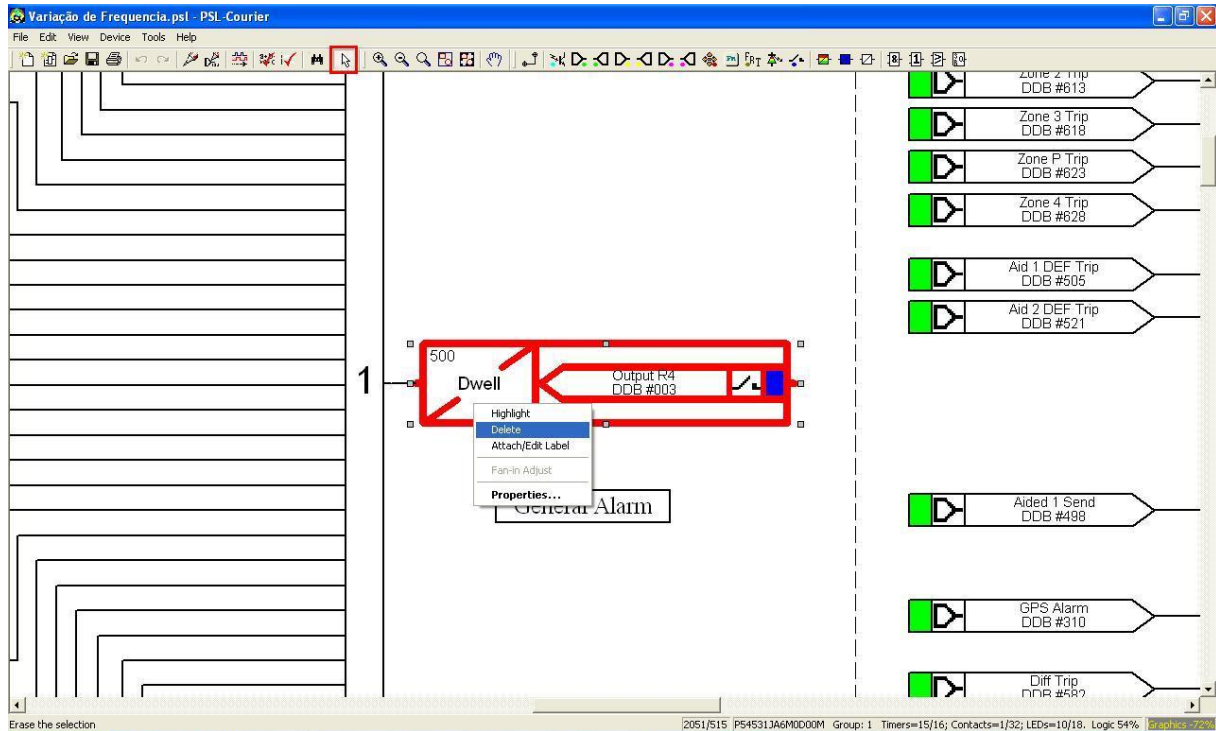 Variação de Frequencia.psl - PSL-Courier
File Edit View Device Tools Help
Zone 2 Trip
DDB #613
Zone 3 Trip
DDB #618
Zone P Trip
DDB #623
Zone 4 Trip
DDB #628
Aid 1 DEF Trip
DDB #505
Aid 2 DEF Trip
DDB #521
1
500
Dwell
Output R4
DDB #003
Highlight
Delete
Attach/Edit Label
Fan-in Adjust
Properties...
General Alarm
Aided 1 Send
DDB #498
GPS Alarm
DDB #310
Diff Trip
DDB #582
Erase the selection
2051/515 P54531JA6M0D00M Group: 1 Timers=15/16; Contacts=1/32; LEDs=10/18. Logic 54% Graphics -72%